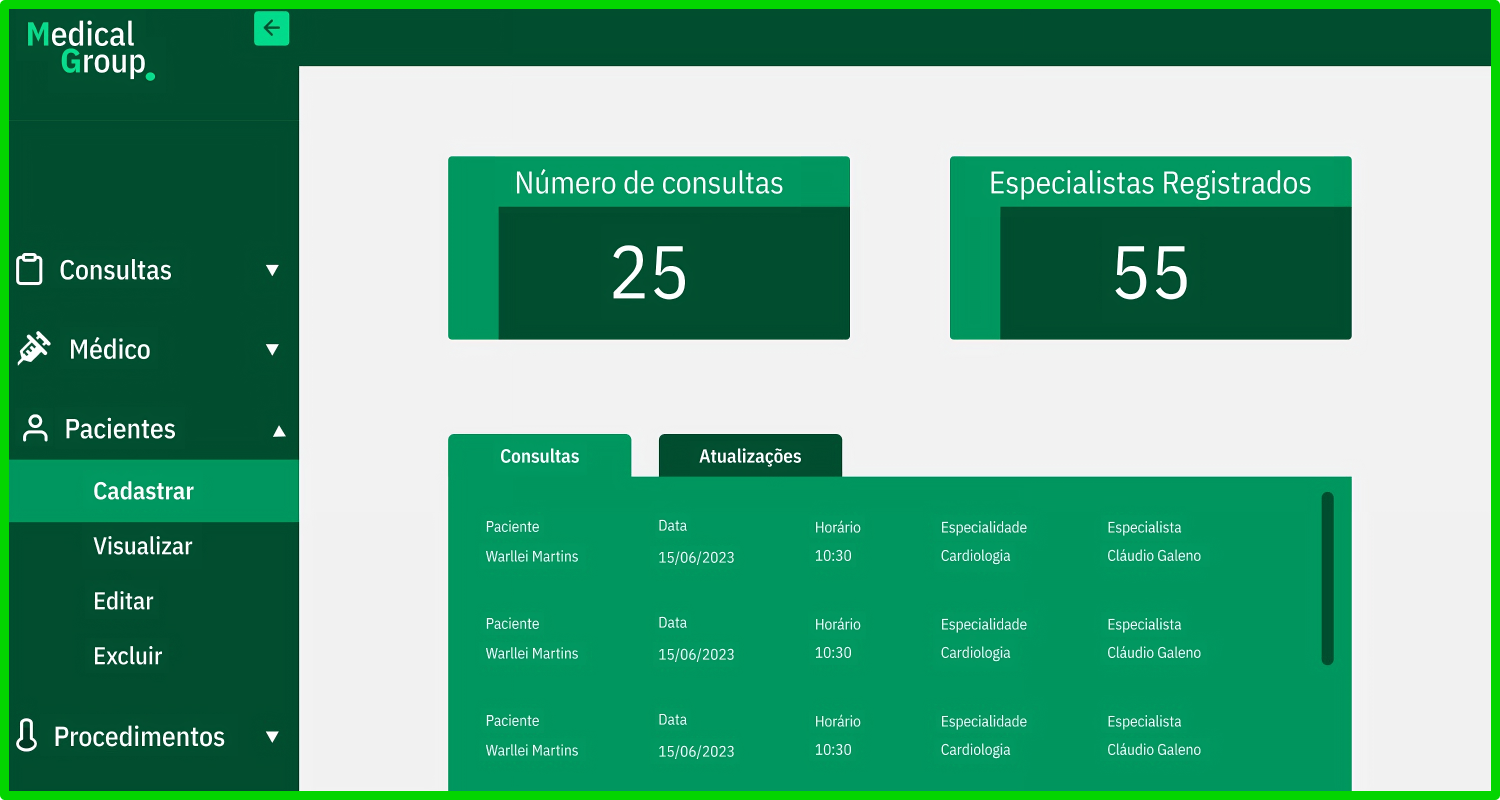 Medical
Group.
Consultas
Médico
Pacientes
Cadastrar
Visualizar
Editar
Excluir
Procedimentos
Número de consultas
25
Especialistas Registrados
55
Consultas Atualizações
Paciente Data Horário Especialidade Especialista
Warllei Martins 15/06/2023 10:30 Cardiologia Cláudio Galeno
Paciente Data Horário Especialidade Especialista
Warllei Martins 15/06/2023 10:30 Cardiologia Cláudio Galeno
Paciente Data Horário Especialidade Especialista
Warllei Martins 15/06/2023 10:30 Cardiologia Cláudio Galeno